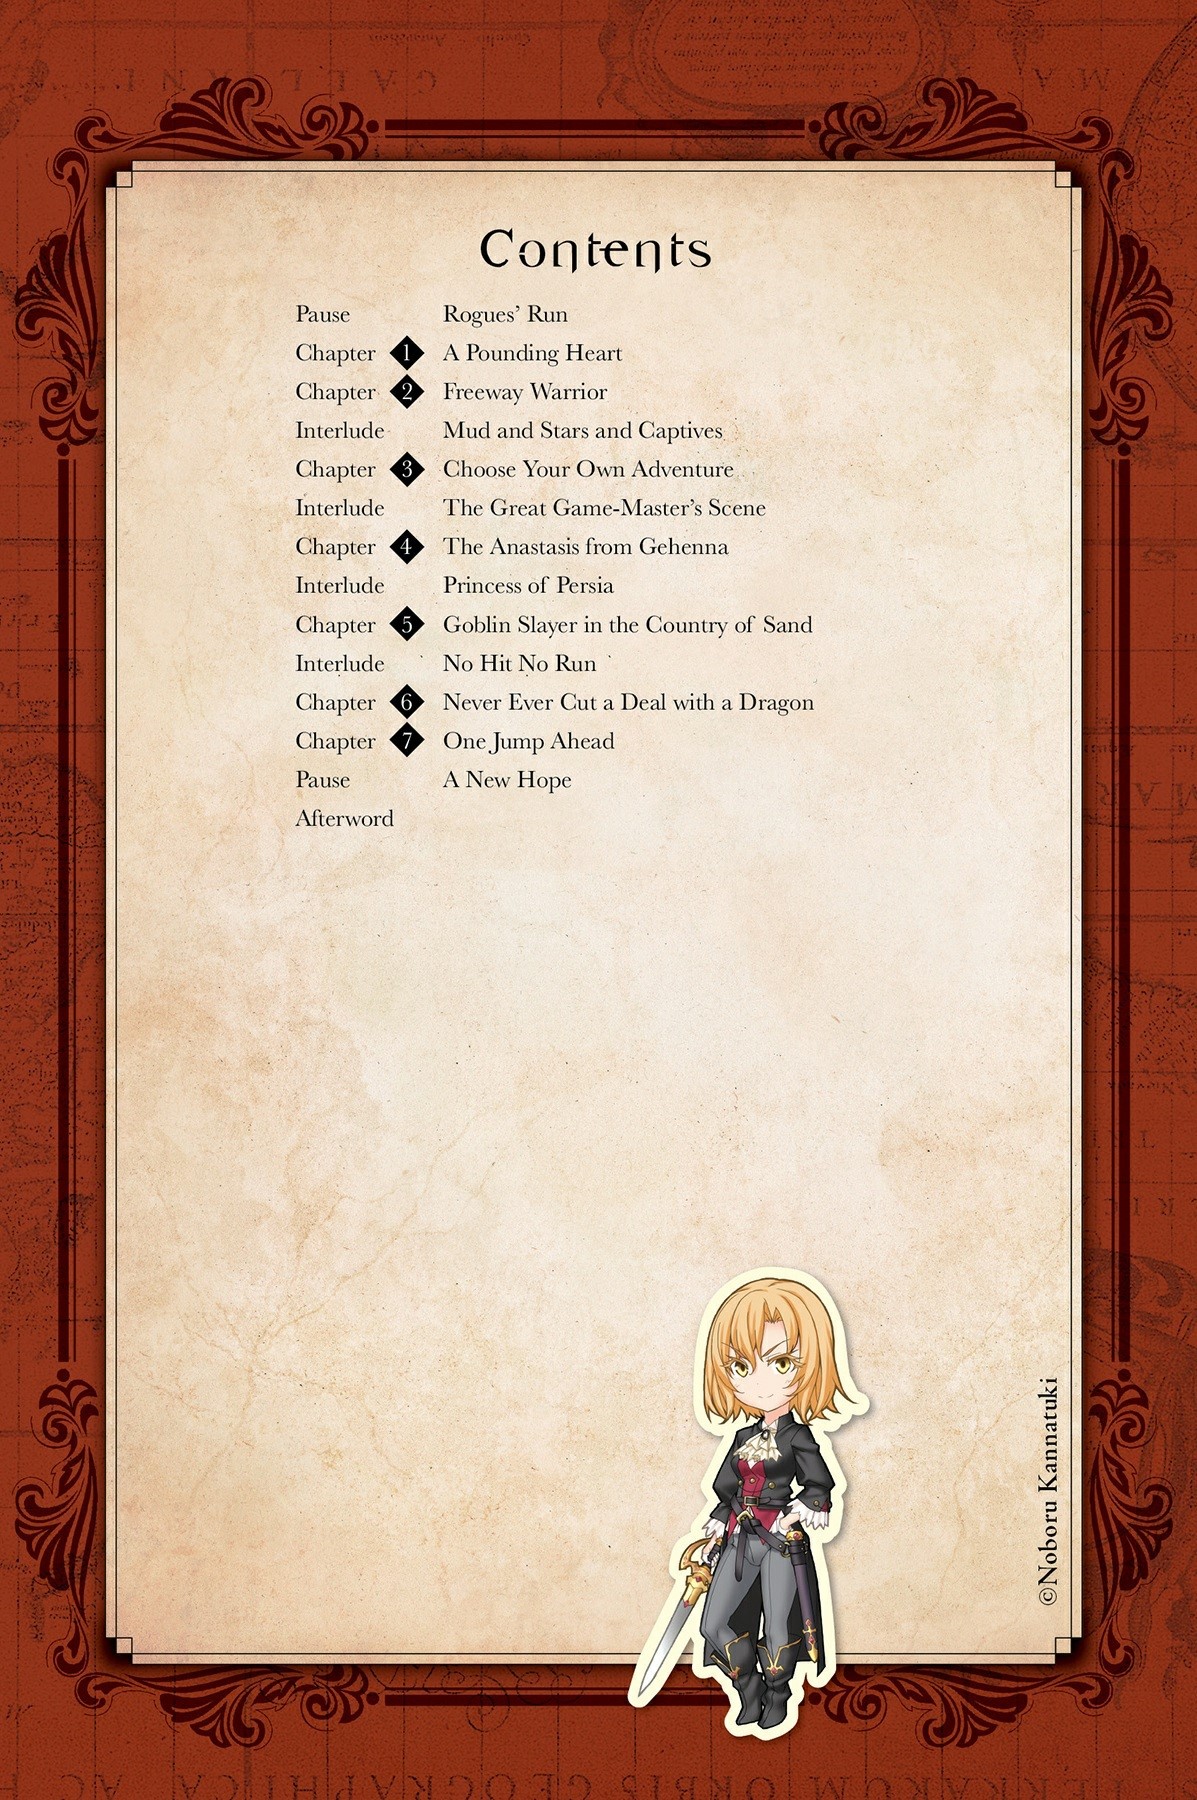 Contents
Pause Rogues’ Run
Chapter 1 A Pounding Heart
Chapter 2 Freeway Warrior
Interlude Mud and Stars and Captives
Chapter 3 Choose Your Own Adventure
Interlude The Great Game-Master’s Scene
Chapter 4 The Anastasis from Gehenna
Interlude Princess of Persia
Chapter 5 Goblin Slayer in the Country of Sand
Interlude No Hit No Run
Chapter 6 Never Ever Cut a Deal with a Dragon
Chapter 7 One Jump Ahead
Pause A New Hope
Afterword
©Noboru Kannatuki